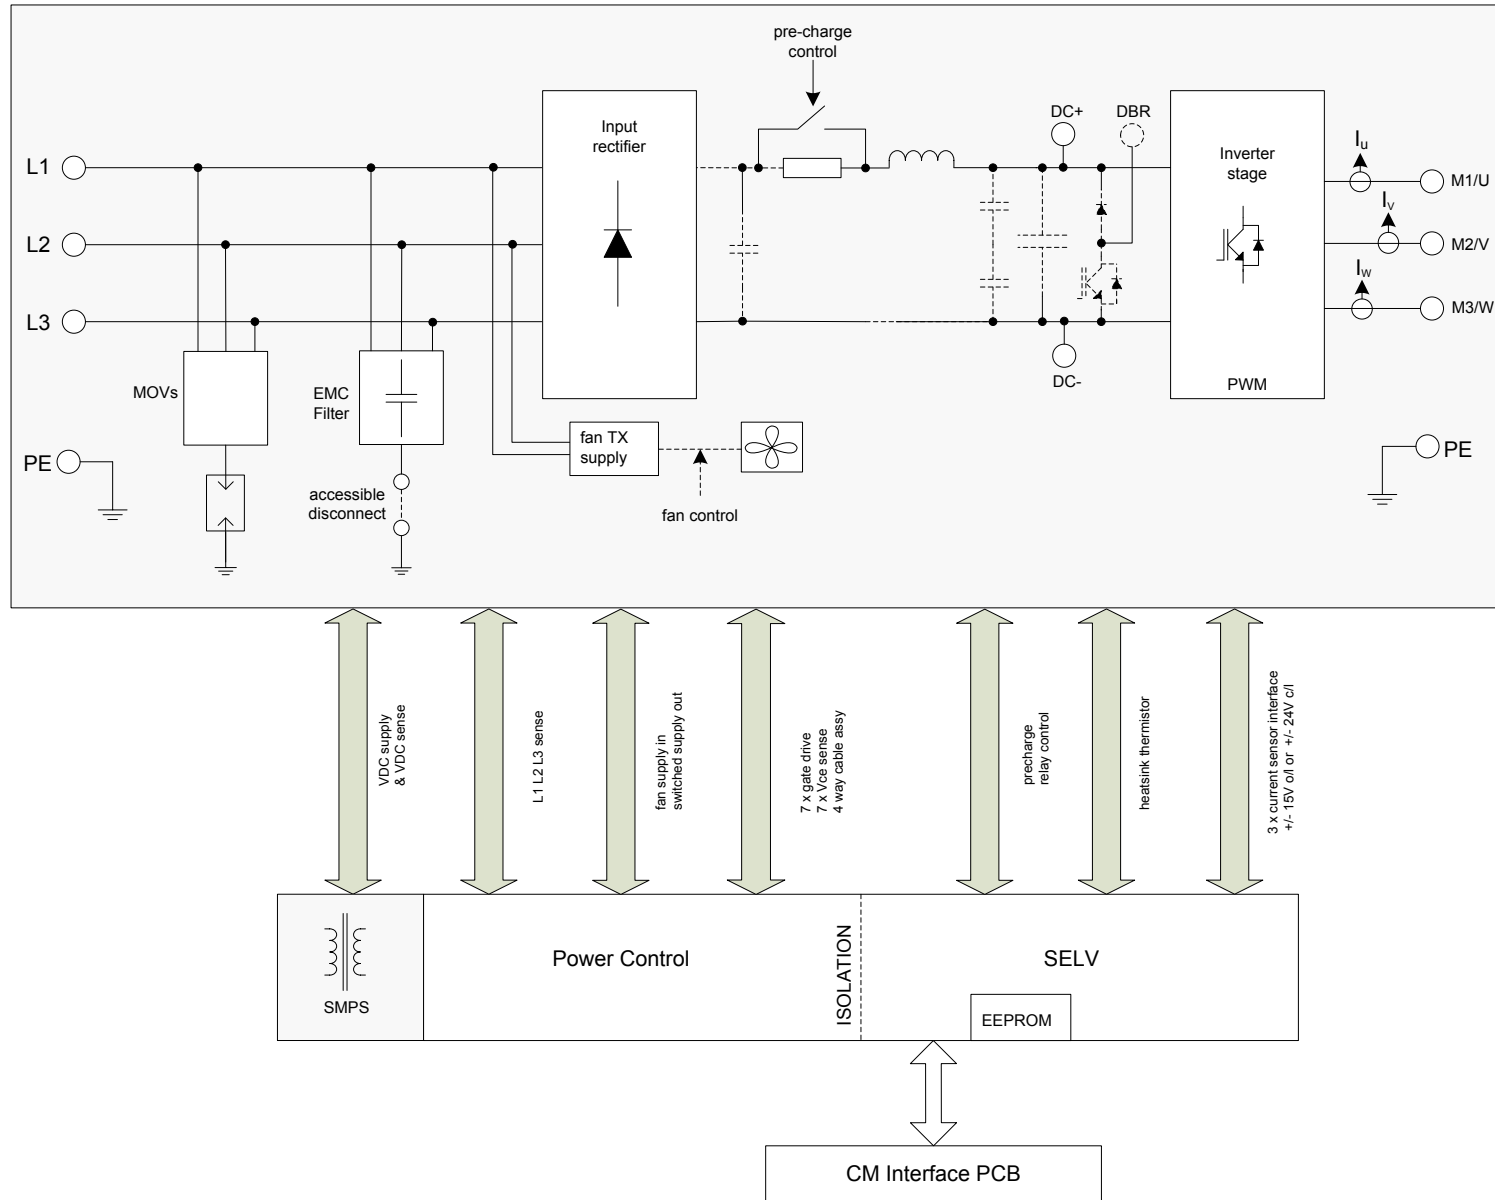 pre-charge
control
L1
L2
L3
Input
rectifier
DC+
DBR
DC-
Inverter
stage
PWM
Iu
IV
IW
M1/U
M2/V
M3/W
MOVs
EMC
Filter
fan TX
supply
PE
accessible
disconnect
fan control
PE
VDC supply
& VDC sense
L1 L2 L3 sense
fan supply in
switched supply out
7 x gate drive
7 x Vce sense
4 way cable assy
precharge
relay control
heatsink thermistor
3 x current sensor interface
+/- 15V o/l or +/- 24V c/l
SMPS
Power Control
ISOLATION
SELV
EEPROM
CM Interface PCB